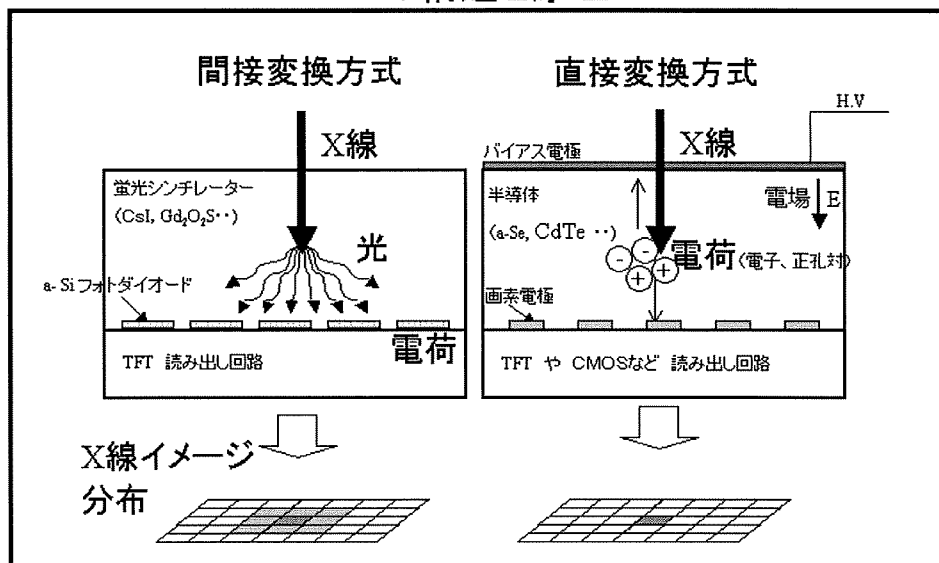 間接変換方式
X線
蛍光シンチレーター
(CsI, Gd₂O₂S‥)
光
a-Siフォトダイオード
電荷
TFT 読み出し回路
直接変換方式
H.V
バイアス電極
X線
半導体
(a-Se, CdTe ‥)
電場 E
- -
+ +
電荷(電子、正孔対)
画素電極
TFT や CMOSなど 読み出し回路
X線イメージ
分布